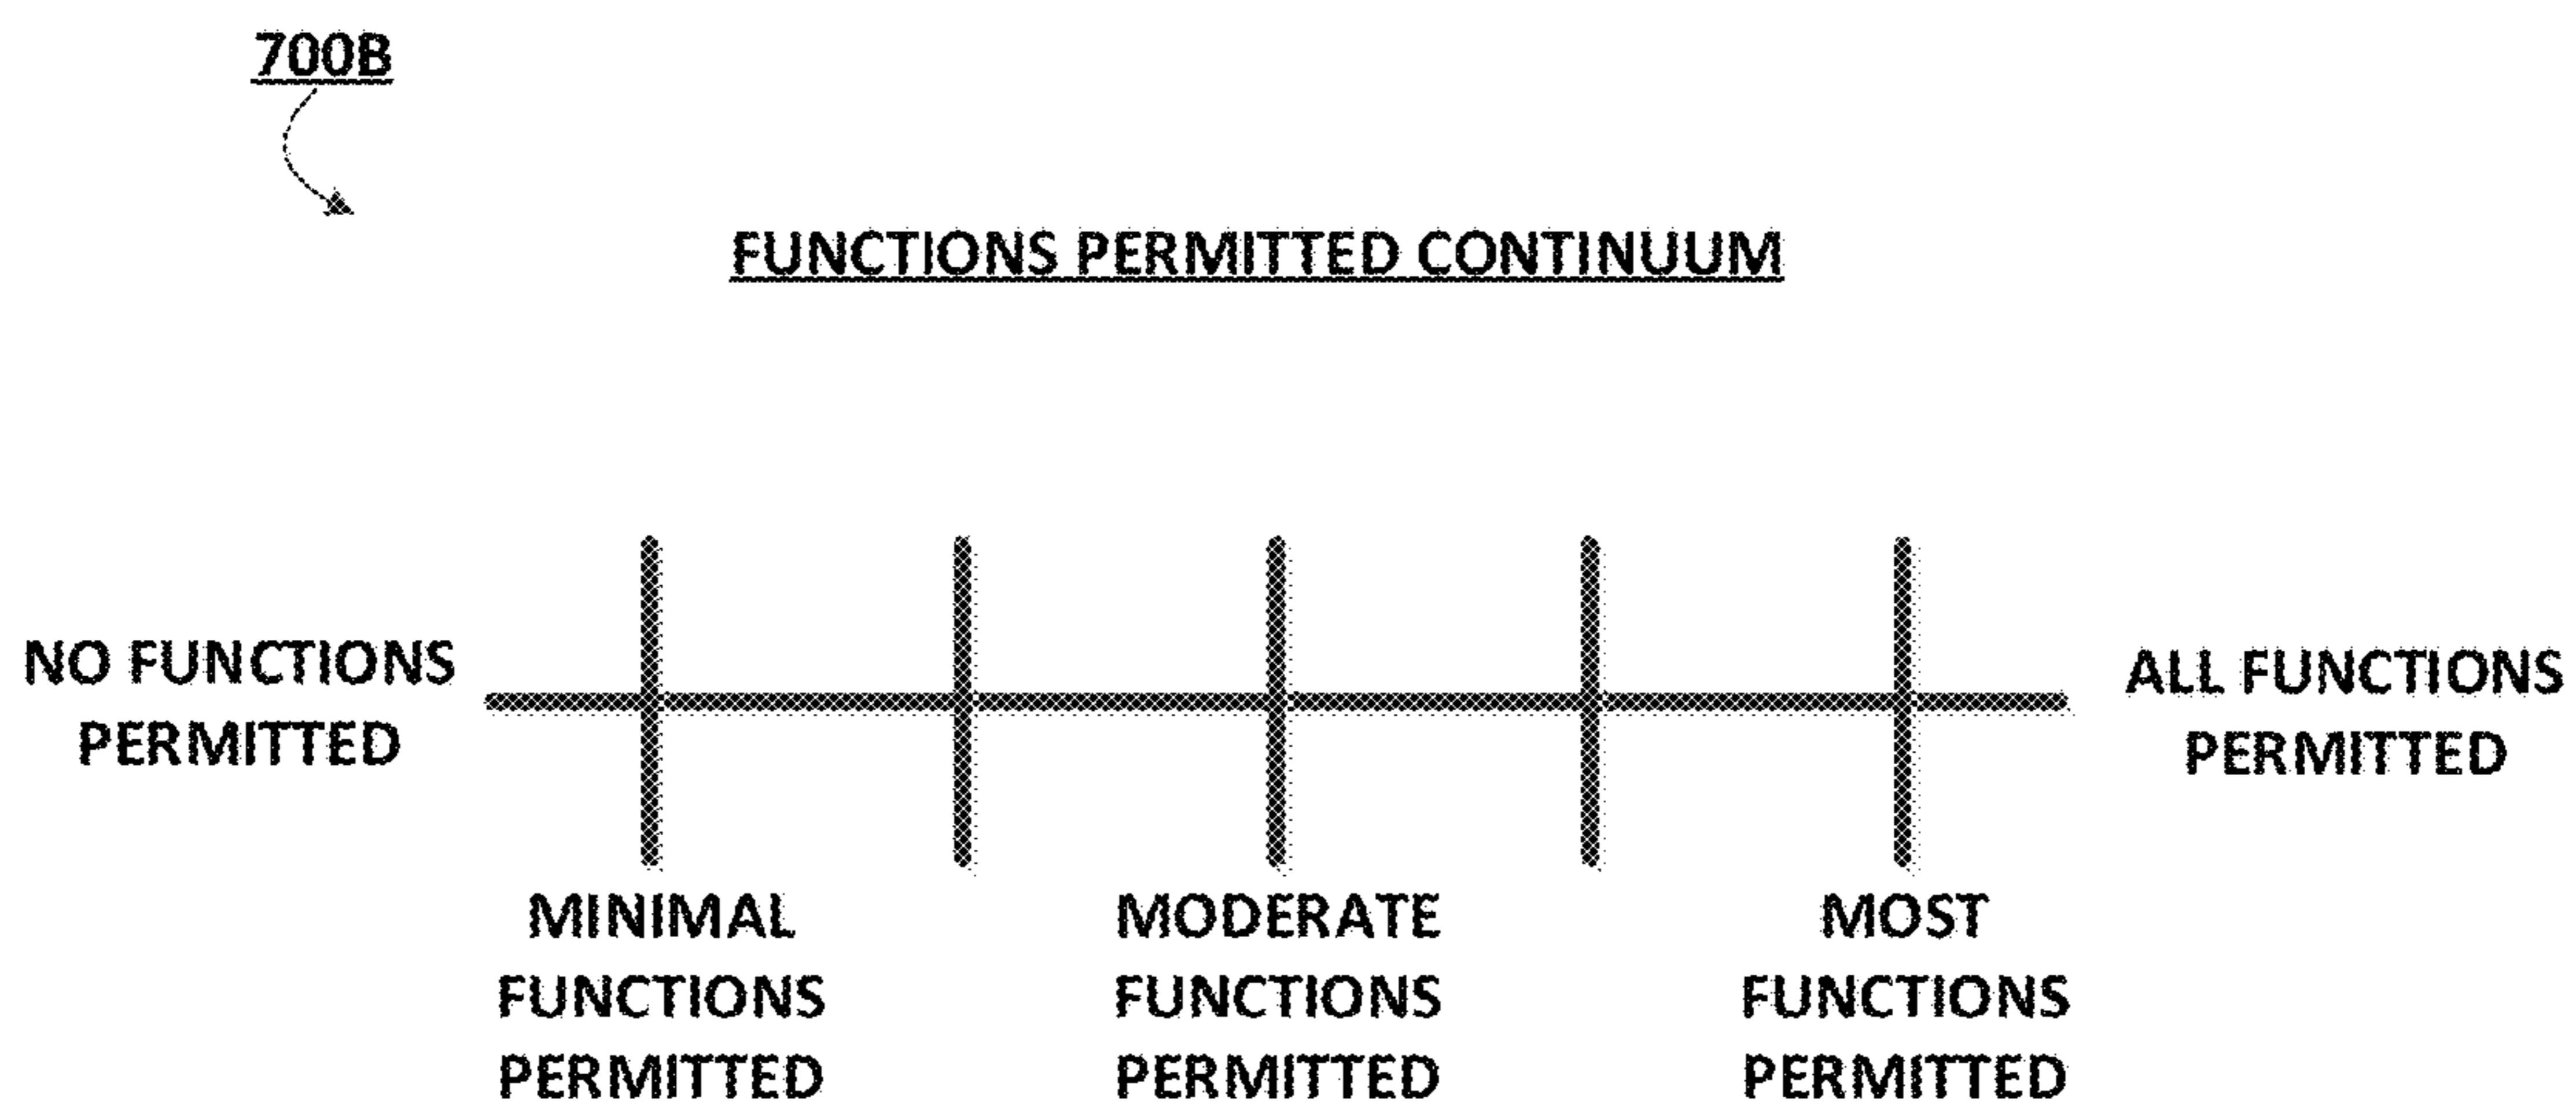 700B
FUNCTIONS PERMITTED CONTINUUM
NO FUNCTIONS
PERMITTED
ALL FUNCTIONS
PERMITTED
MINIMAL
FUNCTIONS
PERMITTED
MODERATE
FUNCTIONS
PERMITTED
MOST
FUNCTIONS
PERMITTED